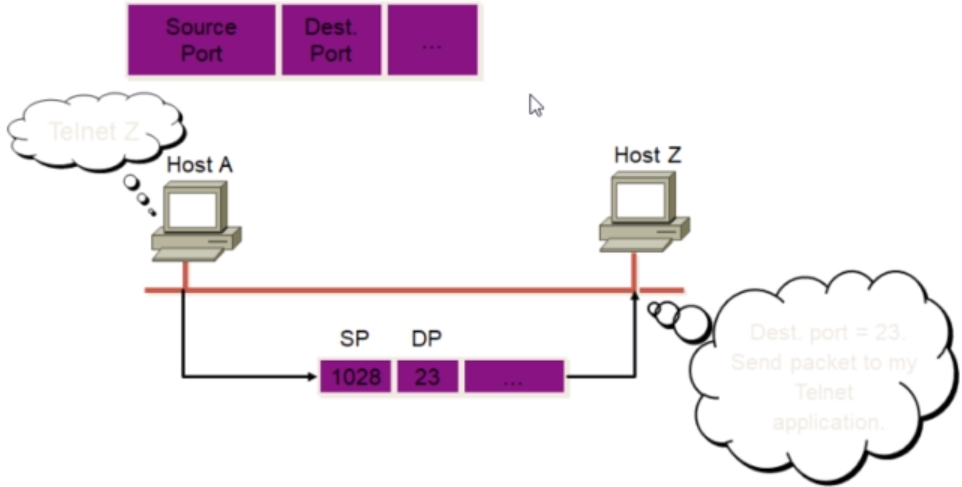 Source
Port
Dest.
Port
...
Telnet Z
Host A
Host Z
SP
DP
1028
23
...
Dest. port = 23.
Send packet to my
Telnet
application.